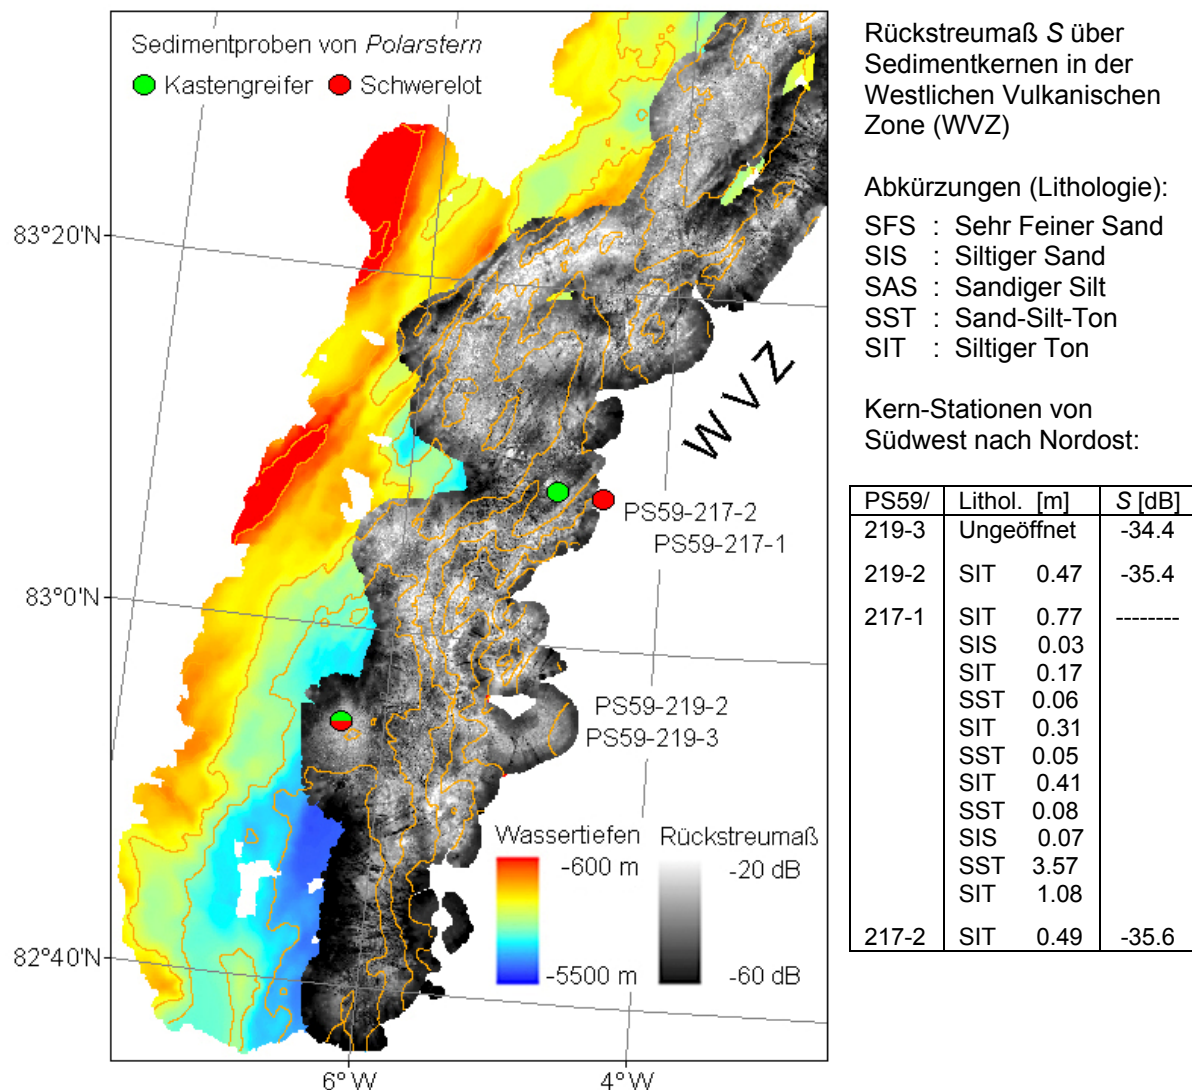 Sedimentproben von Polarstern
Kastengreifer Schwerelot
83°20'N
83°0'N
82°40'N
6°W
4°W
W V Z
PS59-217-2
PS59-217-1
PS59-219-2
PS59-219-3
Wassertiefen
-600 m
-5500 m
Rückstreumaß
-20 dB
-60 dB
Rückstreumaß S über
Sedimentkernen in der
Westlichen Vulkanischen
Zone (WVZ)
Abkürzungen (Lithologie):
SFS : Sehr Feiner Sand
SIS : Siltiger Sand
SAS : Sandiger Silt
SST : Sand-Silt-Ton
SIT : Siltiger Ton
Kern-Stationen von
Südwest nach Nordost:
PS59/ Lithol. [m] S [dB]
219-3 Ungeöffnet -34.4
219-2 SIT 0.47 -35.4
217-1 SIT 0.77 --------
SIS 0.03
SIT 0.17
SST 0.06
SIT 0.31
SST 0.05
SIT 0.41
SST 0.08
SIS 0.07
SST 3.57
SIT 1.08
217-2 SIT 0.49 -35.6